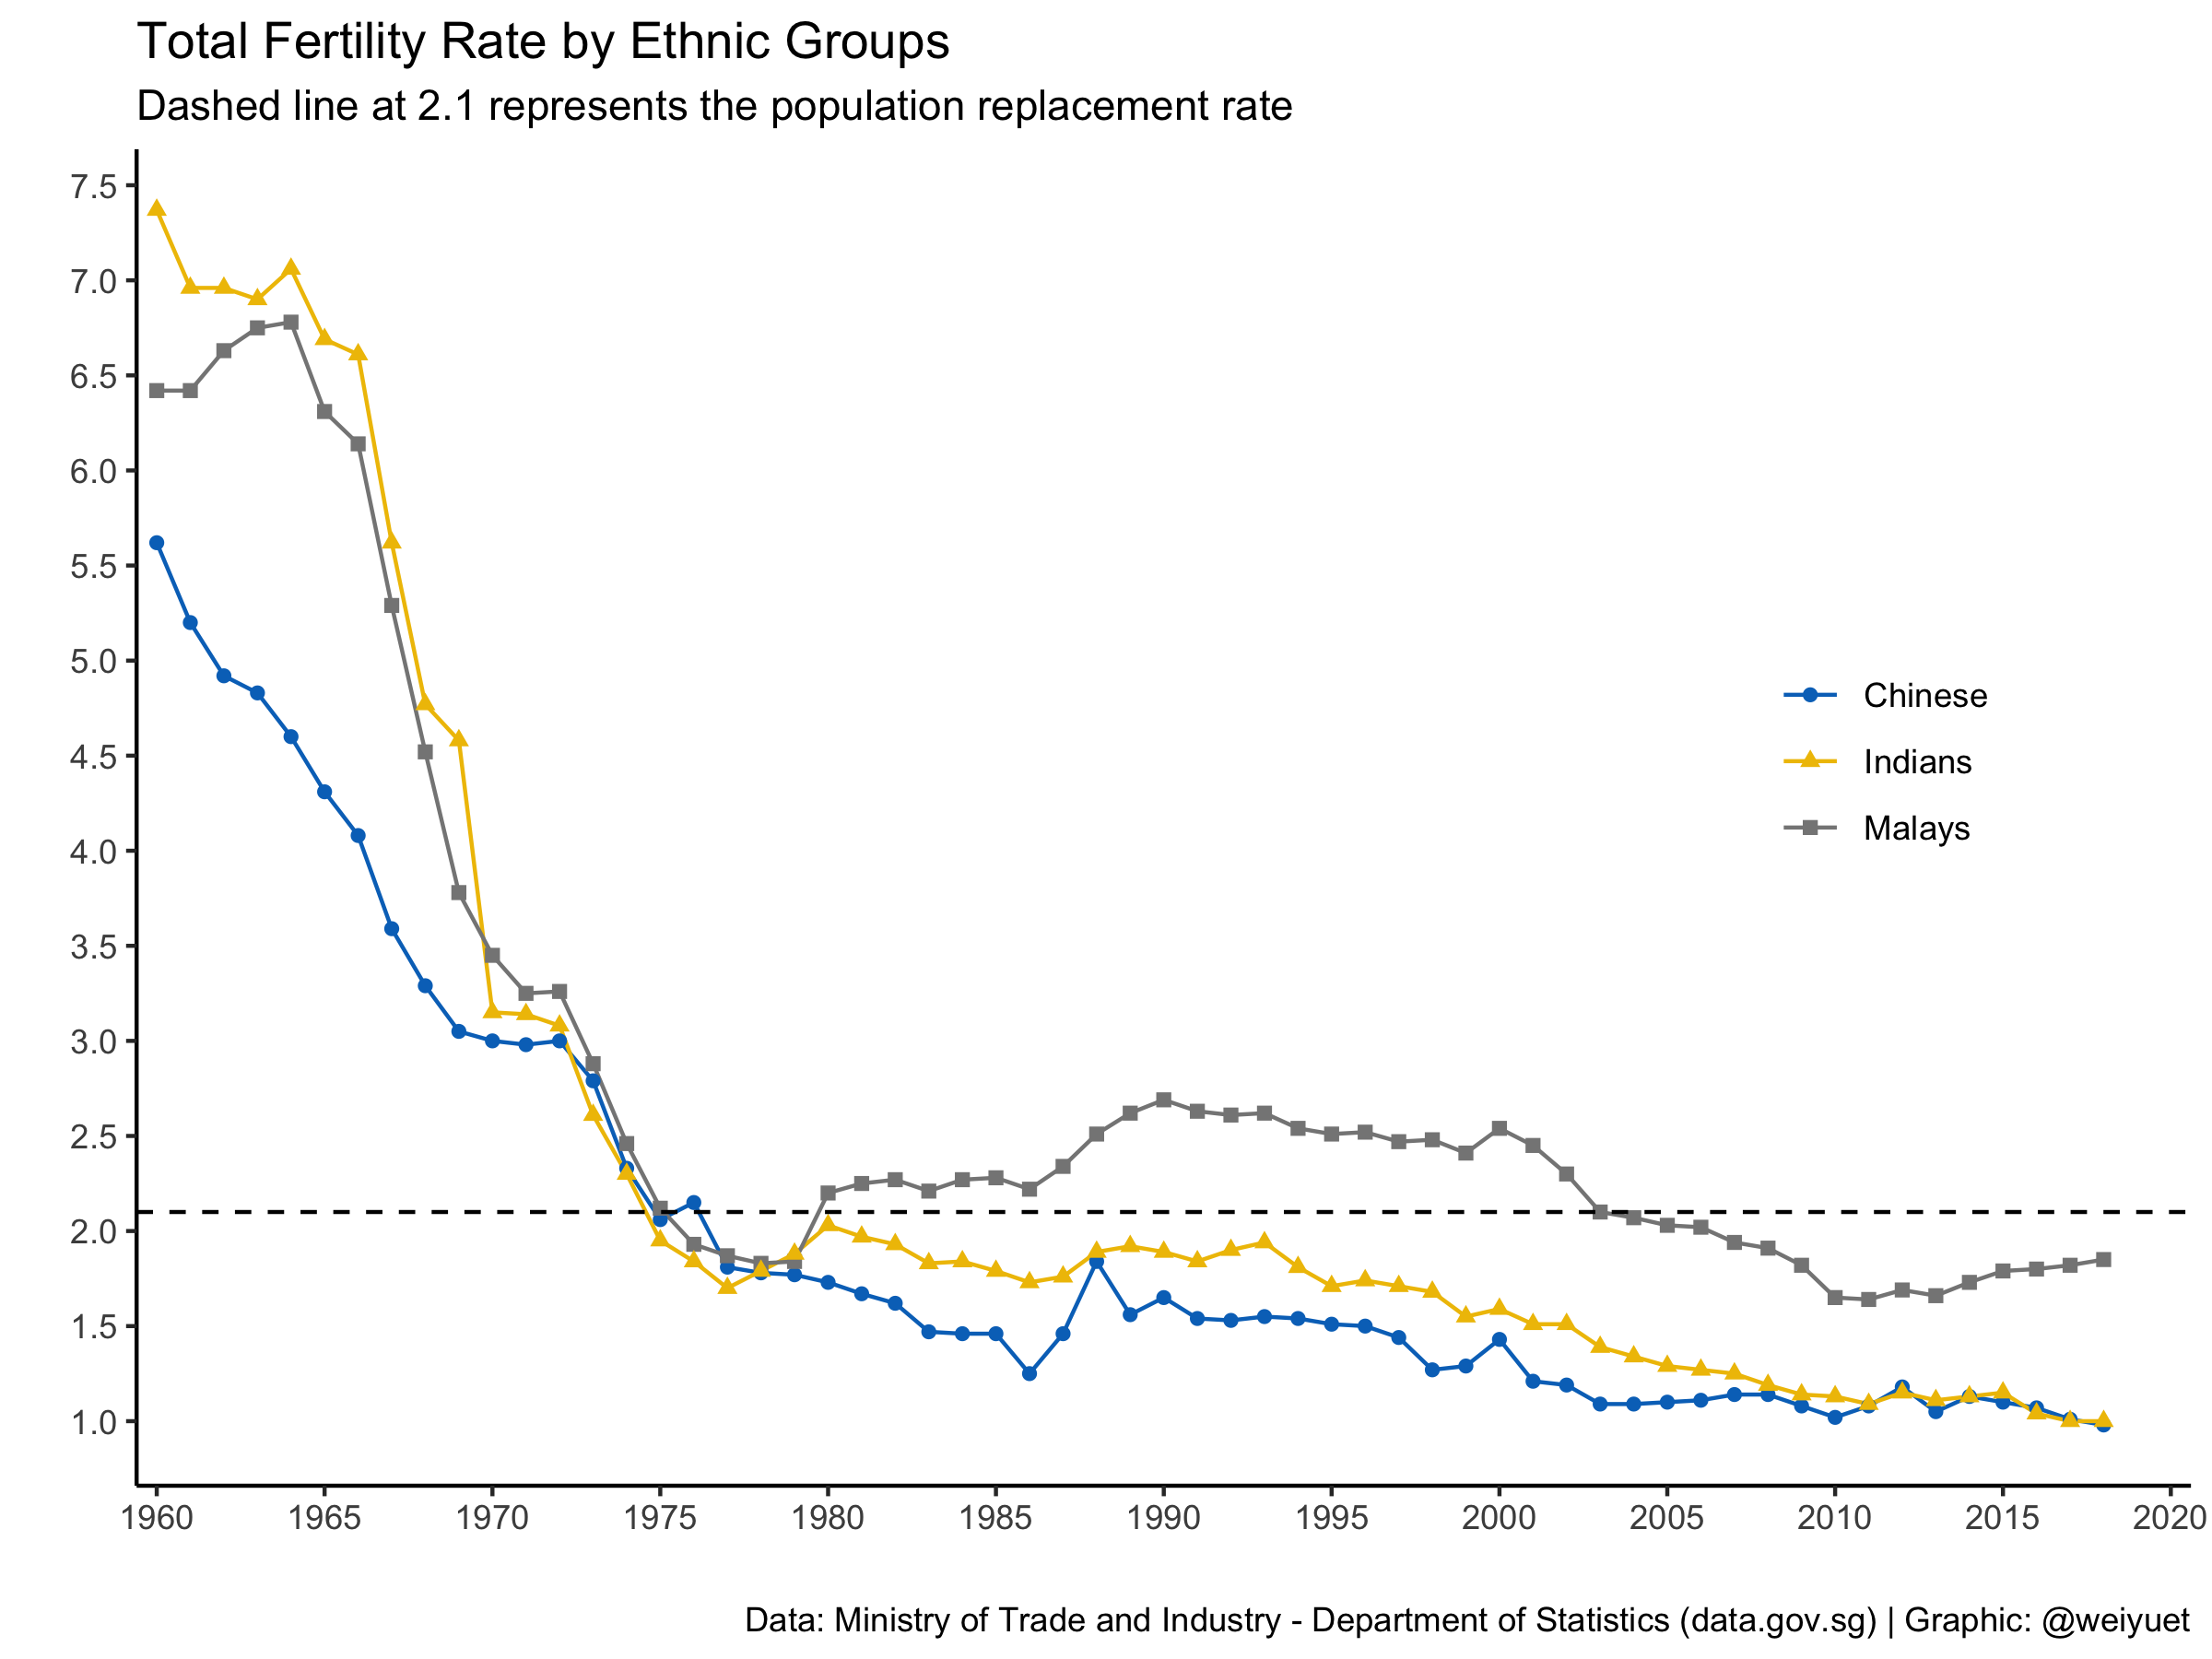 Total Fertility Rate by Ethnic Groups
Dashed line at 2.1 represents the population replacement rate
7.5
7.0
6.5
6.0
5.5
5.0
4.5
4.0
3.5
3.0
2.5
2.0
1.5
1.0
Chinese
Indians
Malays
1960 1965 1970 1975 1980 1985 1990 1995 2000 2005 2010 2015 2020
Data: Ministry of Trade and Industry - Department of Statistics (data.gov.sg) | Graphic: @weiyuet